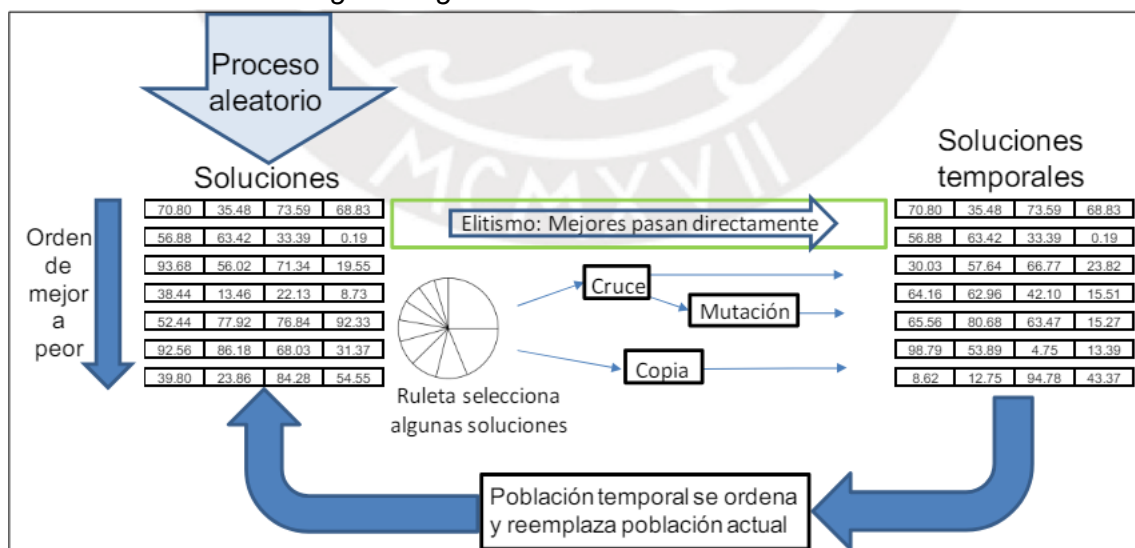 Proceso
aleatorio
MCMXVII
Soluciones
Soluciones
temporales
Orden
de
mejor
a
peor
70.80 35.48 73.59 68.83
56.88 63.42 33.39 0.19
93.68 56.02 71.34 19.55
38.44 13.46 22.13 8.73
52.44 77.92 76.84 92.33
92.56 86.18 68.03 31.37
39.80 23.86 84.28 54.55
Elitismo: Mejores pasan directamente
Cruce
Mutación
Copia
Ruleta selecciona
algunas soluciones
70.80 35.48 73.59 68.83
56.88 63.42 33.39 0.19
30.03 57.64 66.77 23.82
64.16 62.96 42.10 15.51
65.56 80.68 63.47 15.27
98.79 53.89 4.75 13.39
8.62 12.75 94.78 43.37
Población temporal se ordena
y reemplaza población actual